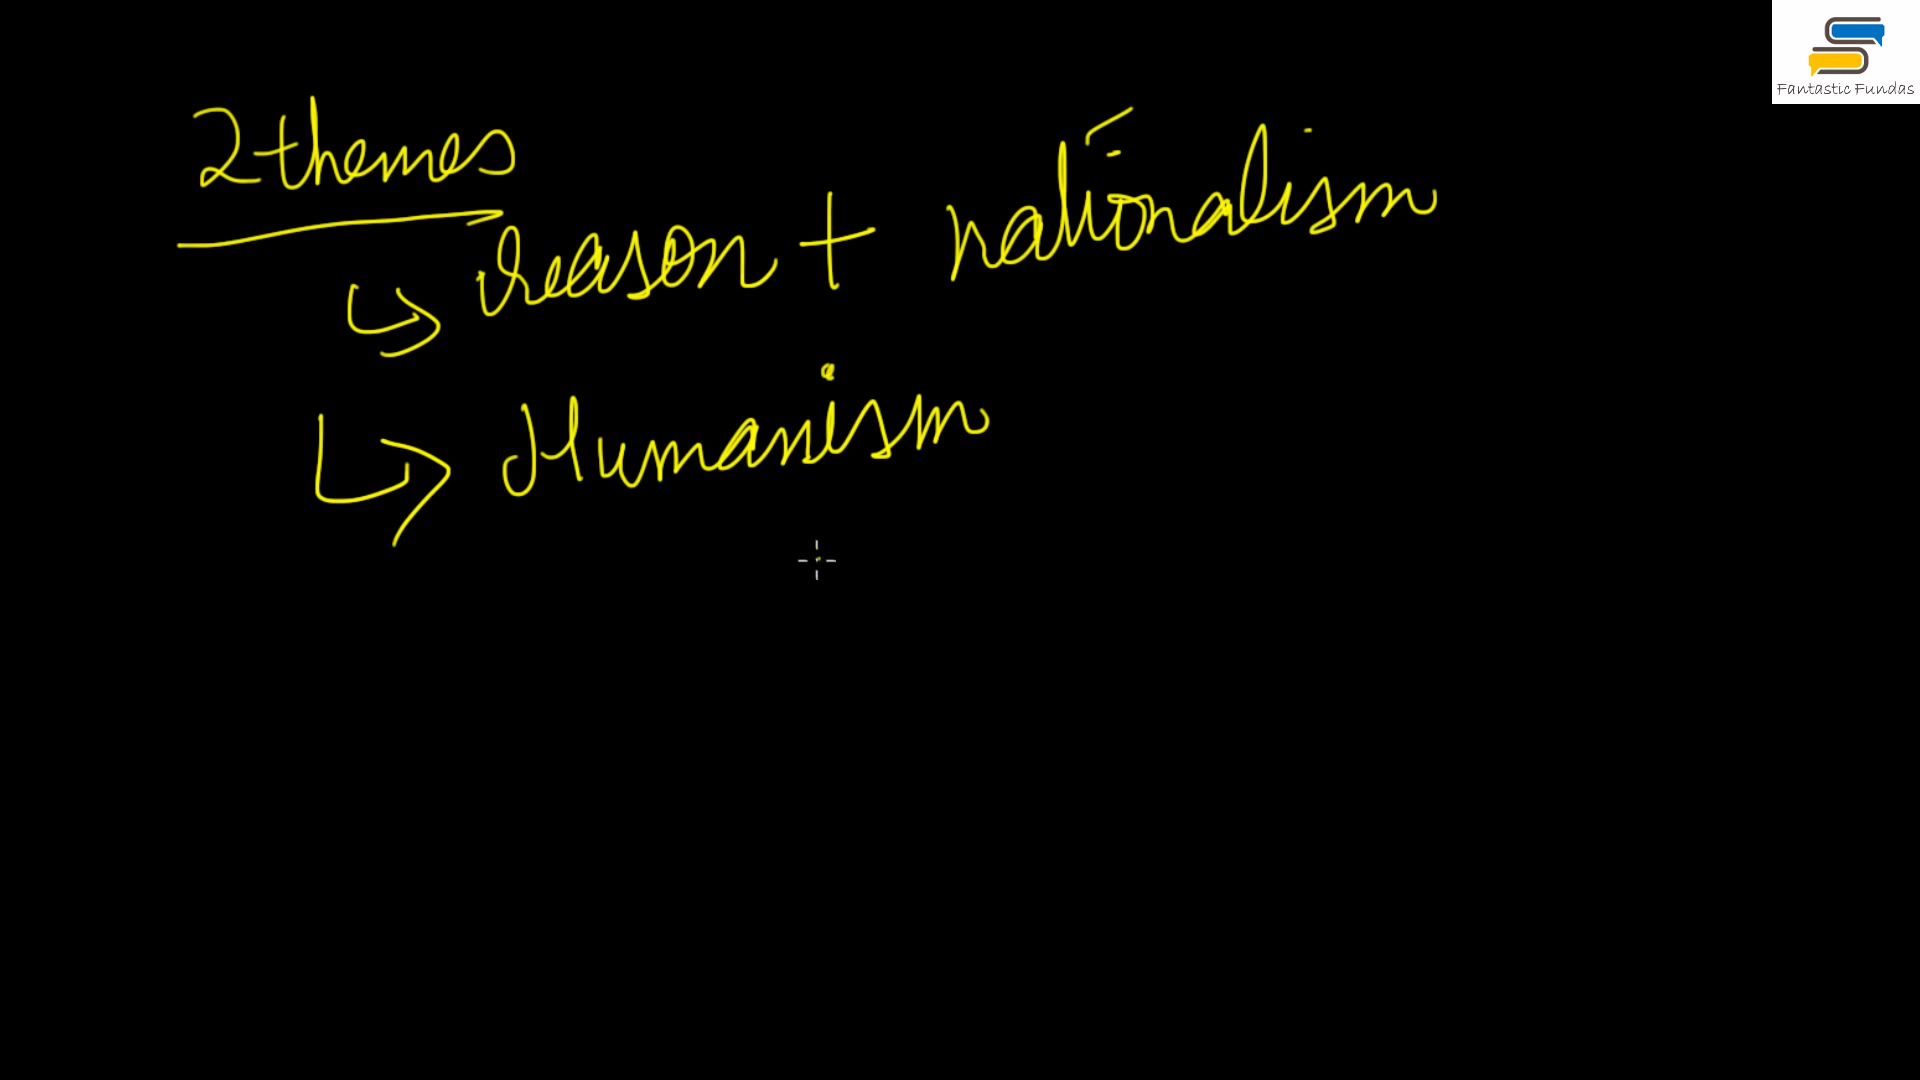 Fantastic Fundas
2 themes
reason + rationalism
Humanism